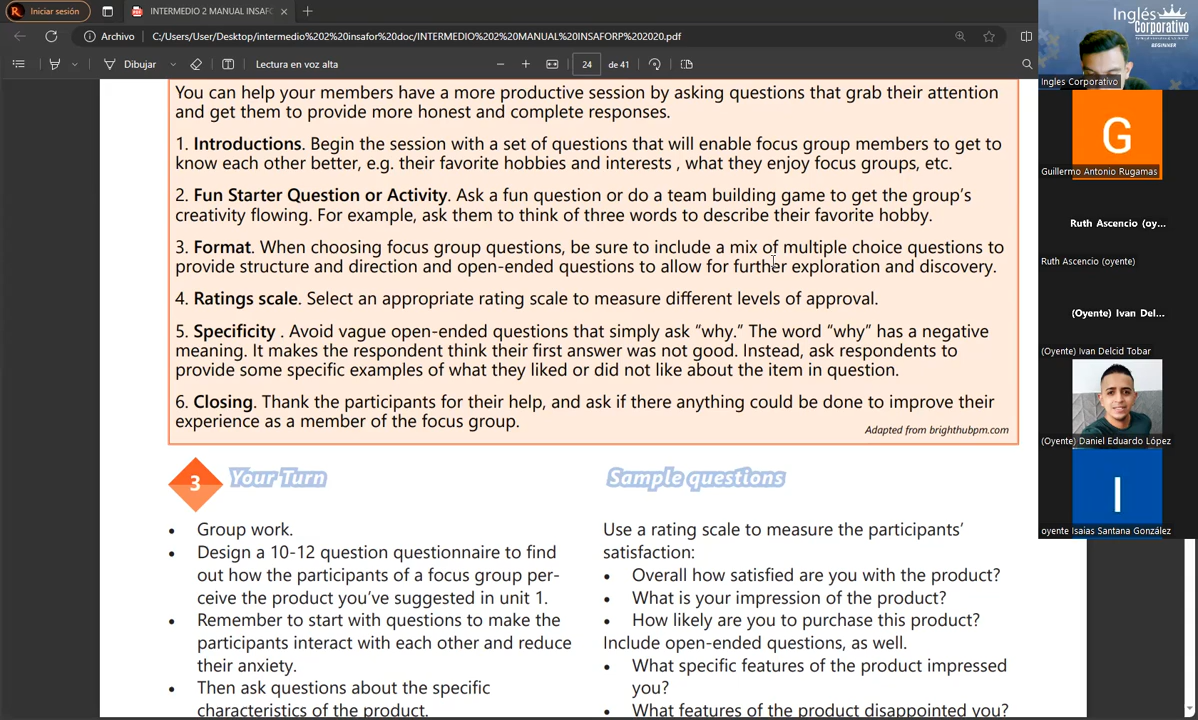 Iniciar sesión
INTERMEDIO 2 MANUAL INSAFO
Archivo
C:/Users/User/Desktop/intermedio%202%20insafor%20doc/INTERMEDIO%202%20MANUAL%20INSAFORP%202020.pdf
Dibujar
Lectura en voz alta
24
de 41
You can help your members have a more productive session by asking questions that grab their attention
and get them to provide more honest and complete responses.
1. Introductions. Begin the session with a set of questions that will enable focus group members to get to
know each other better, e.g. their favorite hobbies and interests , what they enjoy focus groups, etc.
2. Fun Starter Question or Activity. Ask a fun question or do a team building game to get the group's
creativity flowing. For example, ask them to think of three words to describe their favorite hobby.
3. Format. When choosing focus group questions, be sure to include a mix of multiple choice questions to
provide structure and direction and open-ended questions to allow for further exploration and discovery.
4. Ratings scale. Select an appropriate rating scale to measure different levels of approval.
5. Specificity . Avoid vague open-ended questions that simply ask “why.” The word “why” has a negative
meaning. It makes the respondent think their first answer was not good. Instead, ask respondents to
provide some specific examples of what they liked or did not like about the item in question.
6. Closing. Thank the participants for their help, and ask if there anything could be done to improve their
experience as a member of the focus group.
Adapted from brighthubpm.com
3
Your Turn
• Group work.
• Design a 10-12 question questionnaire to find
out how the participants of a focus group per-
ceive the product you’ve suggested in unit 1.
• Remember to start with questions to make the
participants interact with each other and reduce
their anxiety.
• Then ask questions about the specific
characteristics of the product.
Sample questions
Use a rating scale to measure the participants’
satisfaction:
• Overall how satisfied are you with the product?
• What is your impression of the product?
• How likely are you to purchase this product?
Include open-ended questions, as well.
• What specific features of the product impressed
you?
• What features of the product disappointed you?
Inglés
Corporativo
BEGINNER
Ingles Corporativo
G
Guillermo Antonio Rugamas
Ruth Ascencio (oy...
Ruth Ascencio (oyente)
(Oyente) Ivan Del...
(Oyente) Ivan Delcid Tobar
(Oyente) Daniel Eduardo López
I
oyente Isaías Santana González